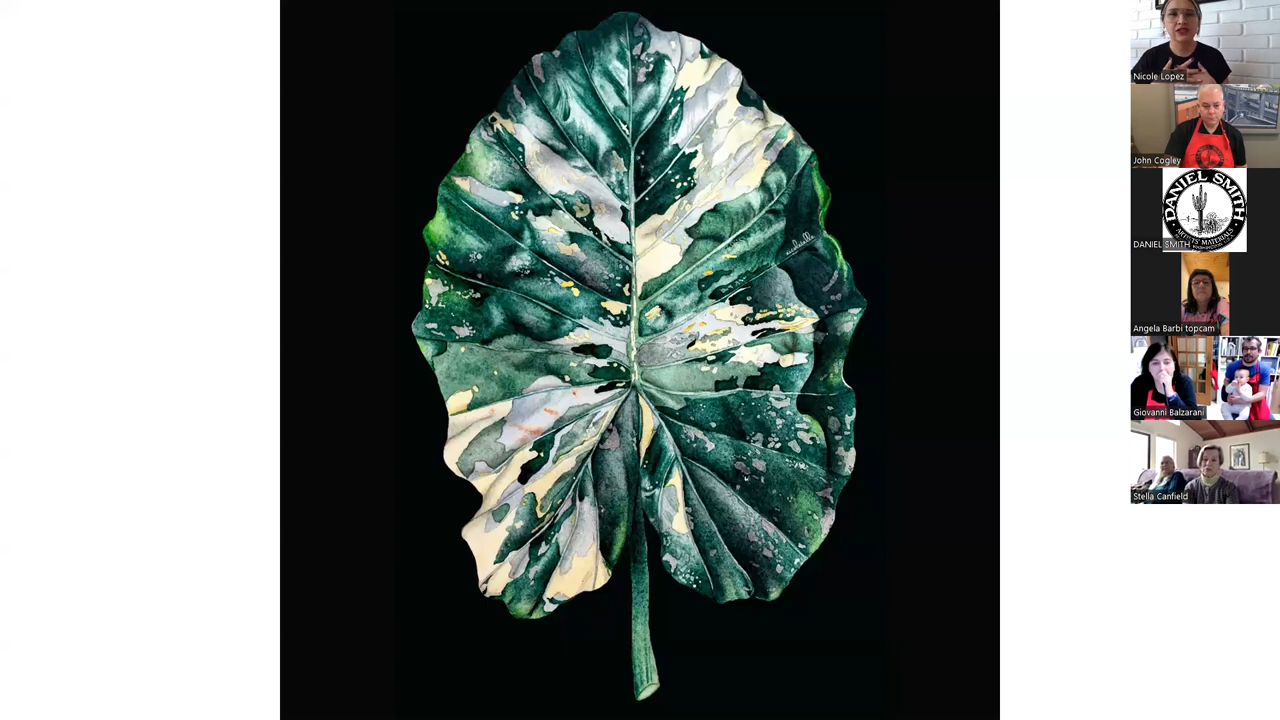 Nicole Lopez
John Cogley
DANIEL SMITH
ARTISTS' MATERIALS
DANIEL SMITH
Angela Barbi topcam
Giovanni Balzarani
Stella Canfield